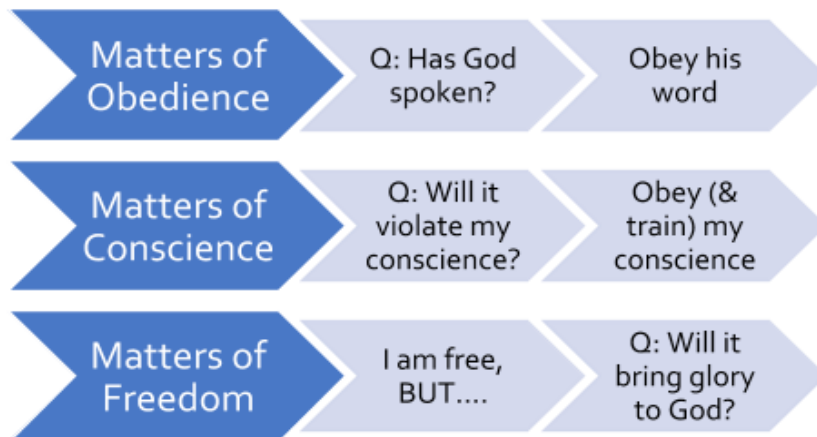 Matters of
Obedience
Q: Has God
spoken?
Obey his
word
Matters of
Conscience
Q: Will it
violate my
conscience?
Obey (&
train) my
conscience
Matters of
Freedom
I am free,
BUT....
Q: Will it
bring glory
to God?